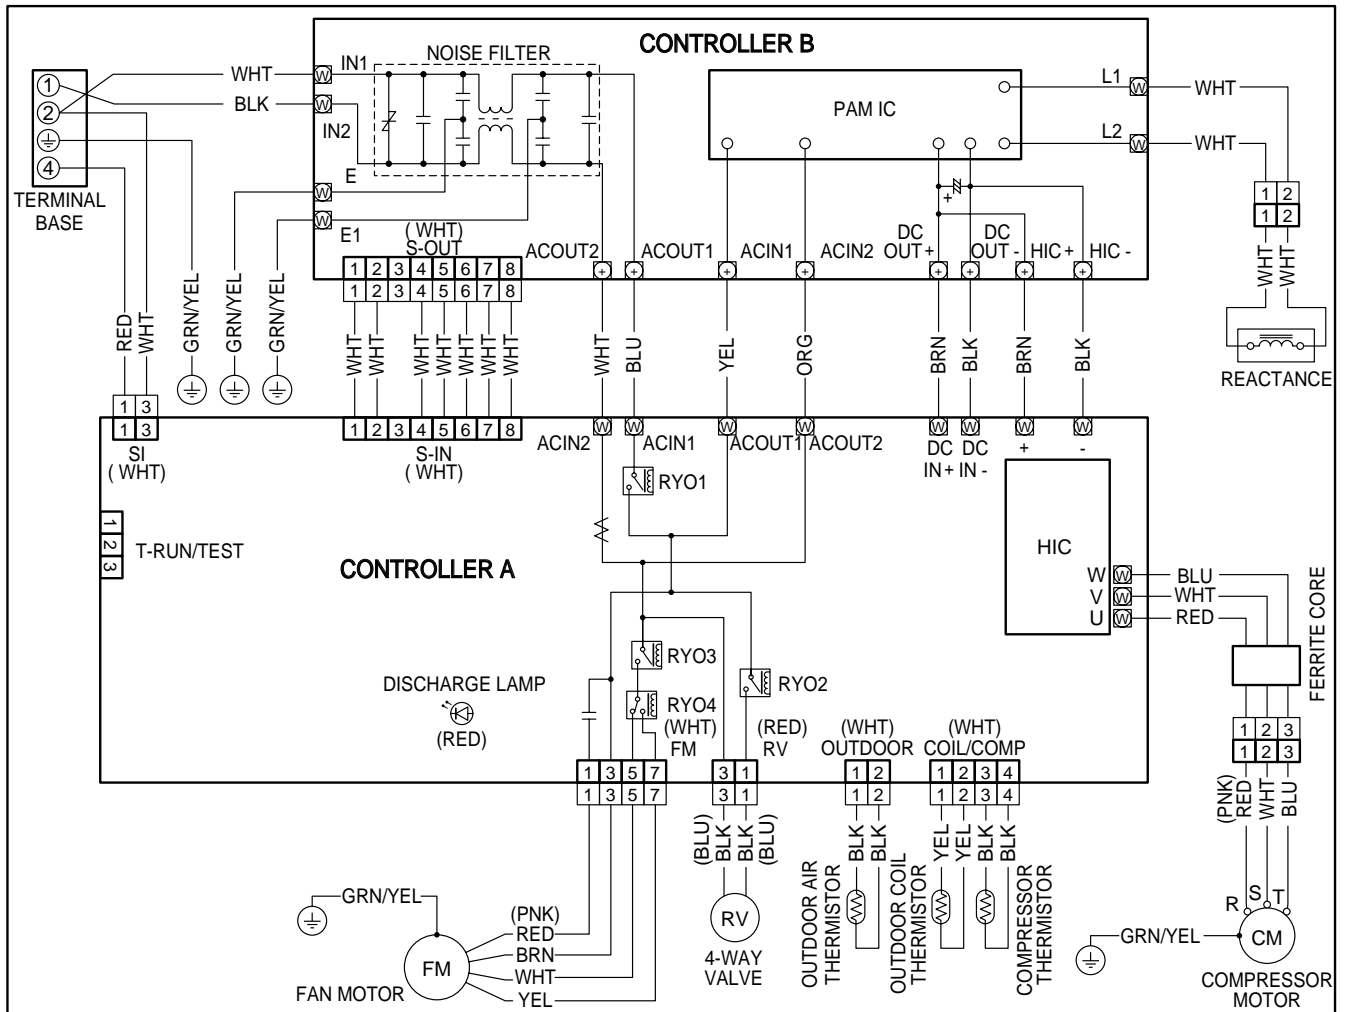 CONTROLLER B
NOISE FILTER
IN1
WHT
W
1
BLK
W
IN2
2
4
TERMINAL
BASE
E
W
W
E1
PAM IC
L1
W
WHT
L2
W
WHT
1 2
1 2
WHT
WHT
REACTANCE
( WHT)
S-OUT
ACOUT2
ACOUT1
ACIN1
ACIN2
DC
OUT +
DC
OUT -
HIC +
HIC -
+
+ + + + + + + +
1 2 3 4 5 6 7 8
1 2 3 4 5 6 7 8
RED
WHT
GRN/YEL
GRN/YEL
GRN/YEL
WHT
WHT
WHT
WHT
WHT
WHT
WHT
WHT
BLU
YEL
ORG
BRN
BLK
BRN
BLK
1 3
1 3
SI
( WHT)
1 2 3 4 5 6 7 8
S-IN
( WHT)
W W W W W W W W
ACIN2
ACIN1
ACOUT1
ACOUT2
DC
IN +
DC
IN -
+
-
RYO1
1
2
3
T-RUN/TEST
CONTROLLER A
HIC
W
W
BLU
V
W
WHT
U
W
RED
FERRITE CORE
RYO3
RYO2
DISCHARGE LAMP
(RED)
RYO4
(WHT)
FM
(RED)
RV
(WHT)
OUTDOOR
(WHT)
COIL/COMP
1 3 5 7
1 3 5 7
3 1
3 1
1 2
1 2
1 2 3 4
1 2 3 4
1 2 3
1 2 3
(PNK)
RED
WHT
BLU
(BLU)
BLK
BLK
(BLU)
BLK
BLK
YEL
YEL
BLK
BLK
OUTDOOR AIR
THERMISTOR
OUTDOOR COIL
THERMISTOR
COMPRESSOR
THERMISTOR
GRN/YEL
(PNK)
RED
BRN
WHT
YEL
FM
FAN MOTOR
RV
4-WAY
VALVE
R
S
T
GRN/YEL
CM
COMPRESSOR
MOTOR